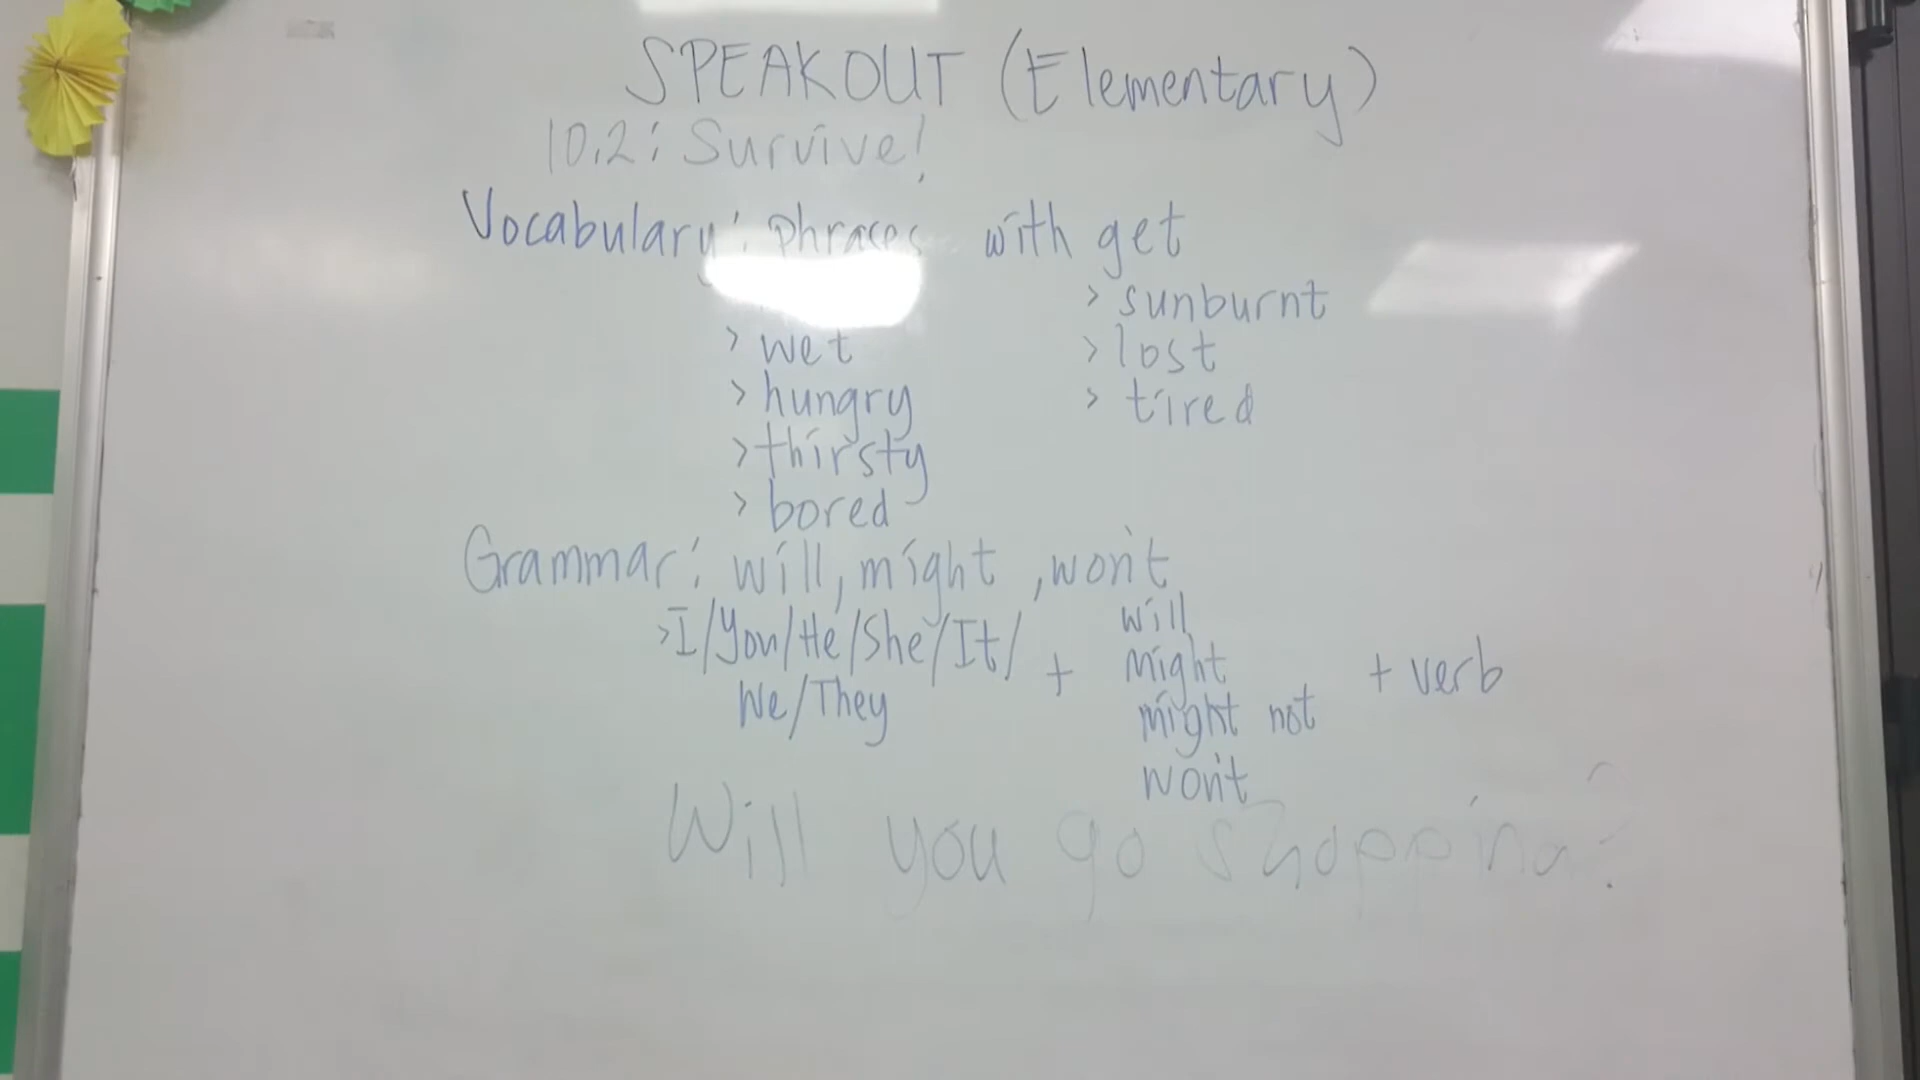 SPEAKOUT (Elementary)
10.2: Survive!
Vocabulary: phrases with get
> sunburnt
> wet
> lost
> hungry
> tired
> thirsty
> bored
Grammar: will, might, won't
> I/You/He/She/It/
We/They
+
will
might
might not
won't
+ verb
Will you go shopping?